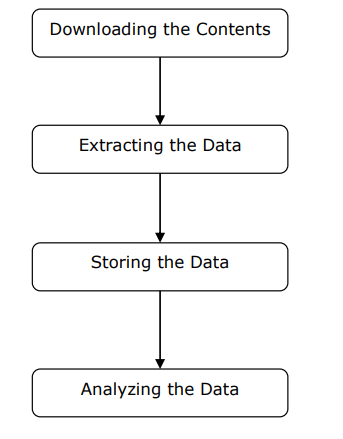 Downloading the Contents
Extracting the Data
Storing the Data
Analyzing the Data